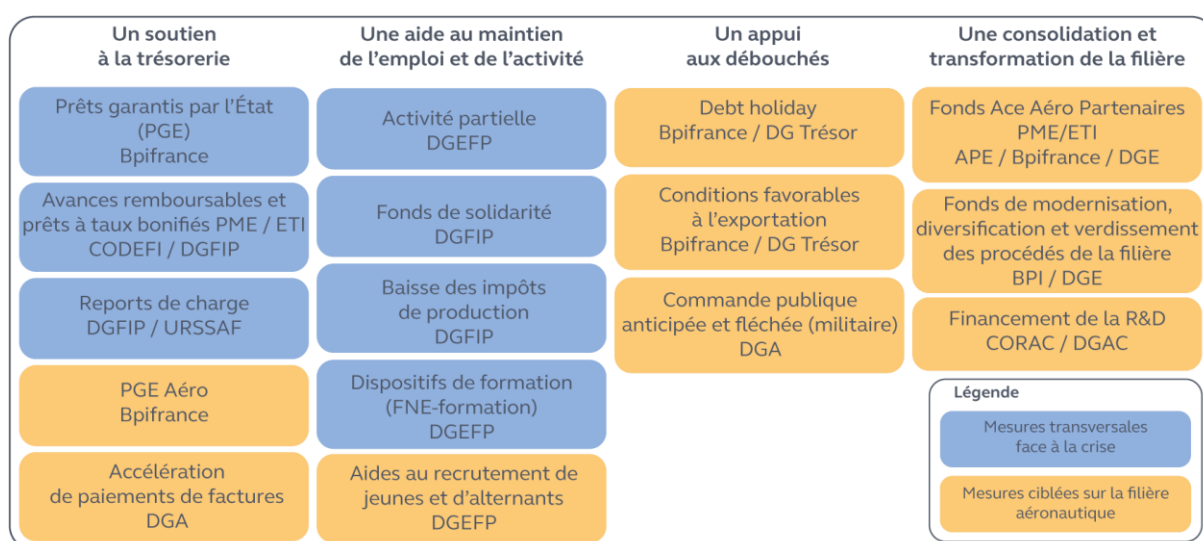 Un soutien
à la trésorerie
Prêts garantis par l'État
(PGE)
Bpifrance
Avances remboursables et
prêts à taux bonifiés PME / ETI
CODEFI / DGFIP
Reports de charge
DGFIP / URSSAF
PGE Aéro
Bpifrance
Accélération
de paiements de factures
DGA
Une aide au maintien
de l'emploi et de l'activité
Activité partielle
DGEFP
Fonds de solidarité
DGFIP
Baisse des impôts
de production
DGFIP
Dispositifs de formation
(FNE-formation)
DGEFP
Aides au recrutement de
jeunes et d'alternants
DGEFP
Un appui
aux débouchés
Debt holiday
Bpifrance / DG Trésor
Conditions favorables
à l'exportation
Bpifrance / DG Trésor
Commande publique
anticipée et fléchée (militaire)
DGA
Une consolidation et
transformation de la filière
Fonds Ace Aéro Partenaires
PME/ETI
APE / Bpifrance / DGE
Fonds de modernisation,
diversification et verdissement
des procédés de la filière
BPI / DGE
Financement de la R&D
CORAC / DGAC
Légende
Mesures transversales
face à la crise
Mesures ciblées sur la filière
aéronautique